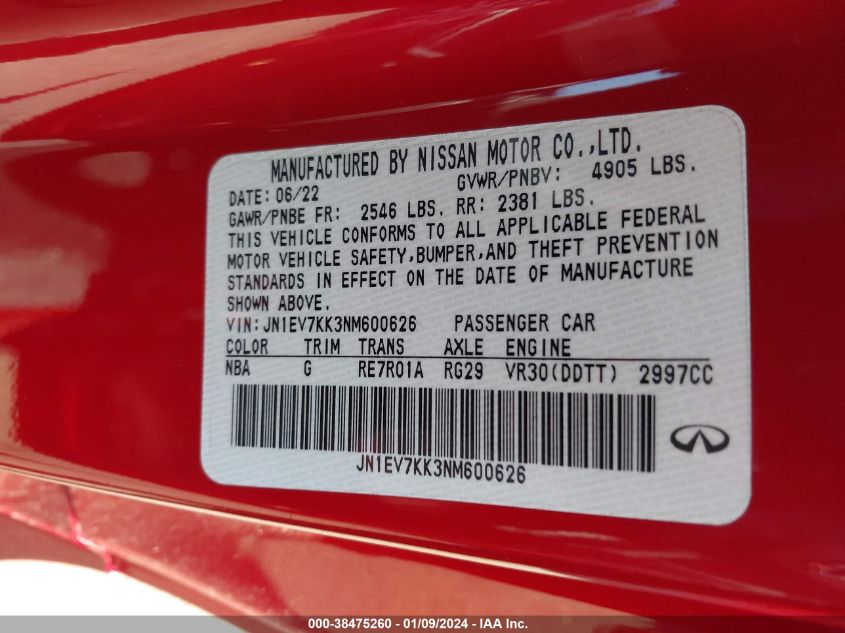 MANUFACTURED BY NISSAN MOTOR CO.,LTD.
DATE: 06/22 GVWR/PNBV: 4905 LBS.
GAWR/PNBE FR: 2546 LBS. RR: 2381 LBS.
THIS VEHICLE CONFORMS TO ALL APPLICABLE FEDERAL
MOTOR VEHICLE SAFETY,BUMPER,AND THEFT PREVENTION
STANDARDS IN EFFECT ON THE DATE OF MANUFACTURE
SHOWN ABOVE.
VIN:JN1EV7KK3NM600626 PASSENGER CAR
COLOR TRIM TRANS AXLE ENGINE
NBA G RE7R01A RG29 VR30(DDTT) 2997CC
JN1EV7KK3NM600626
000-38475260 - 01/09/2024 - IAA Inc.